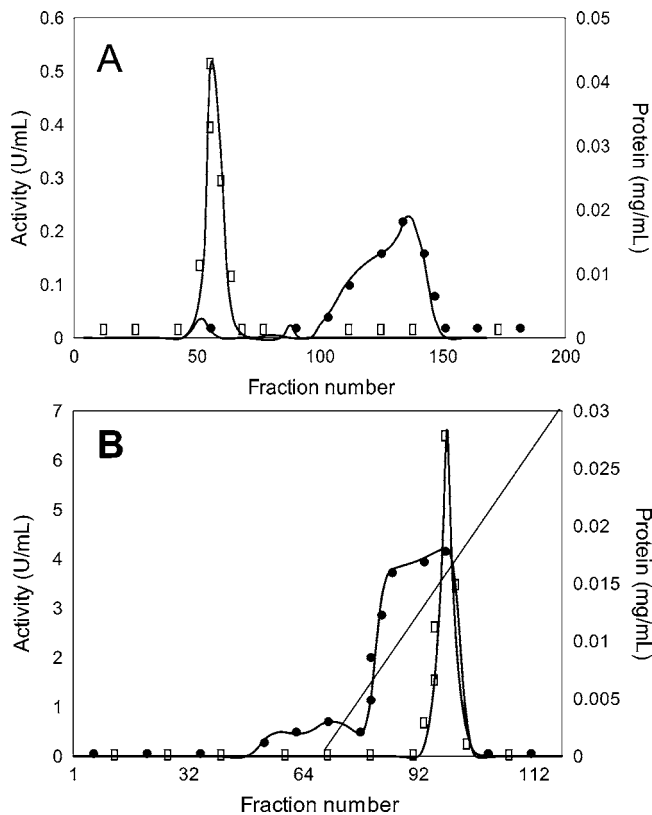 A
0.6
0.5
0.4
0.3
0.2
0.1
0
Activity (U/mL)
0.05
0.04
0.03
0.02
0.01
0
Protein (mg/mL)
0 50 100 150 200
Fraction number
B
7
6
5
4
3
2
1
0
Activity (U/mL)
0.03
0.025
0.02
0.015
0.01
0.005
0
Protein (mg/mL)
1 32 64 92 112
Fraction number